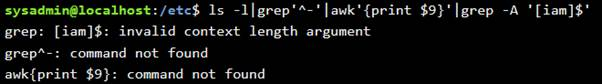 sysadmin@localhost:/etc$ ls -l|grep'^-'|awk'{print $9}'|grep -A '[iam]$'
grep: [iam]$: invalid context length argument
grep^-: command not found
awk{print $9}: command not found